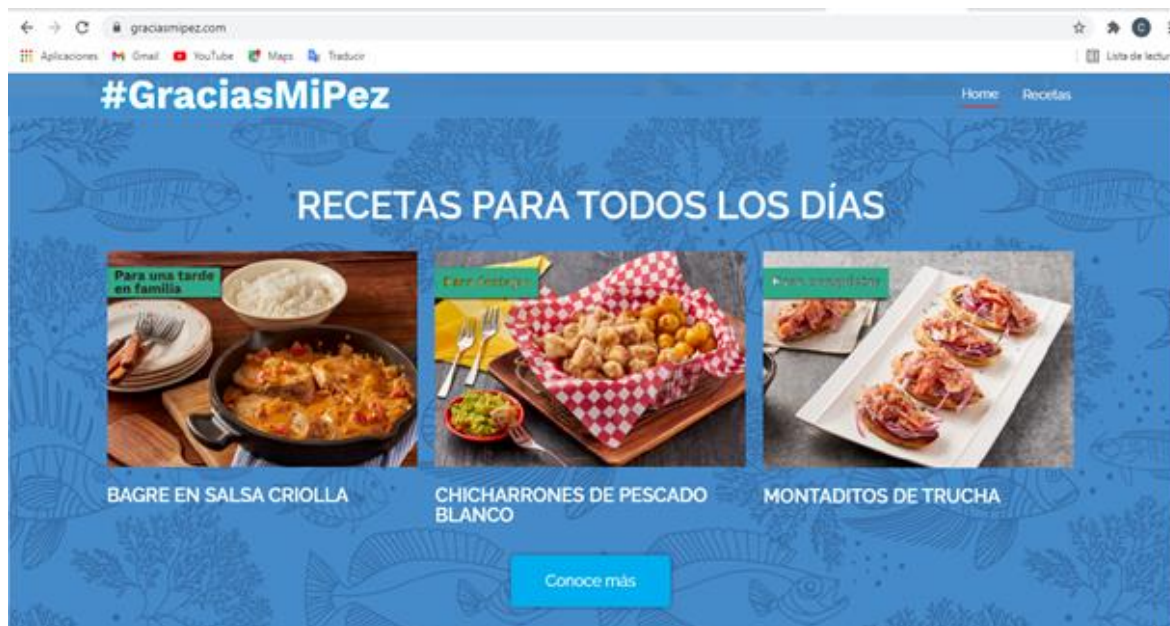 graciasmipez.com
Aplicaciones Gmail YouTube Maps Traducir
Lista de lectur
#GraciasMiPez
Home Recetas
RECETAS PARA TODOS LOS DÍAS
Para una tarde
en familia
BAGRE EN SALSA CRIOLLA
CHICHARRONES DE PESCADO
BLANCO
MONTADITOS DE TRUCHA
Conoce más